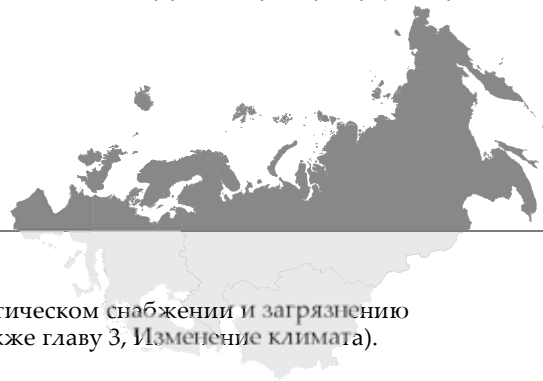 тическом снабжении и загрязнению
кже главу 3, Изменение климата).